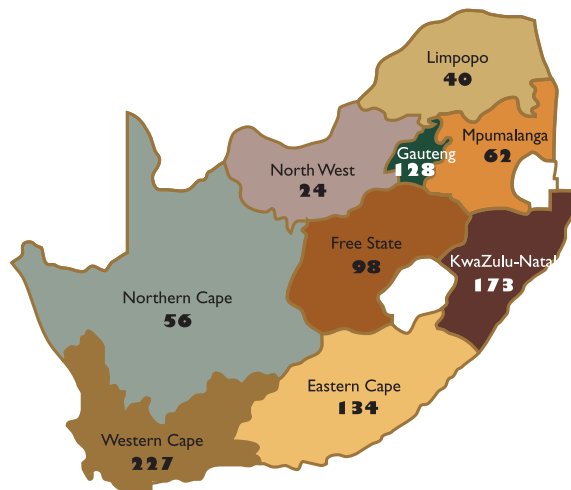 Limpopo
40
Mpumalanga
62
Gauteng
128
North West
24
Free State
98
KwaZulu-Natal
173
Northern Cape
56
Eastern Cape
134
Western Cape
227